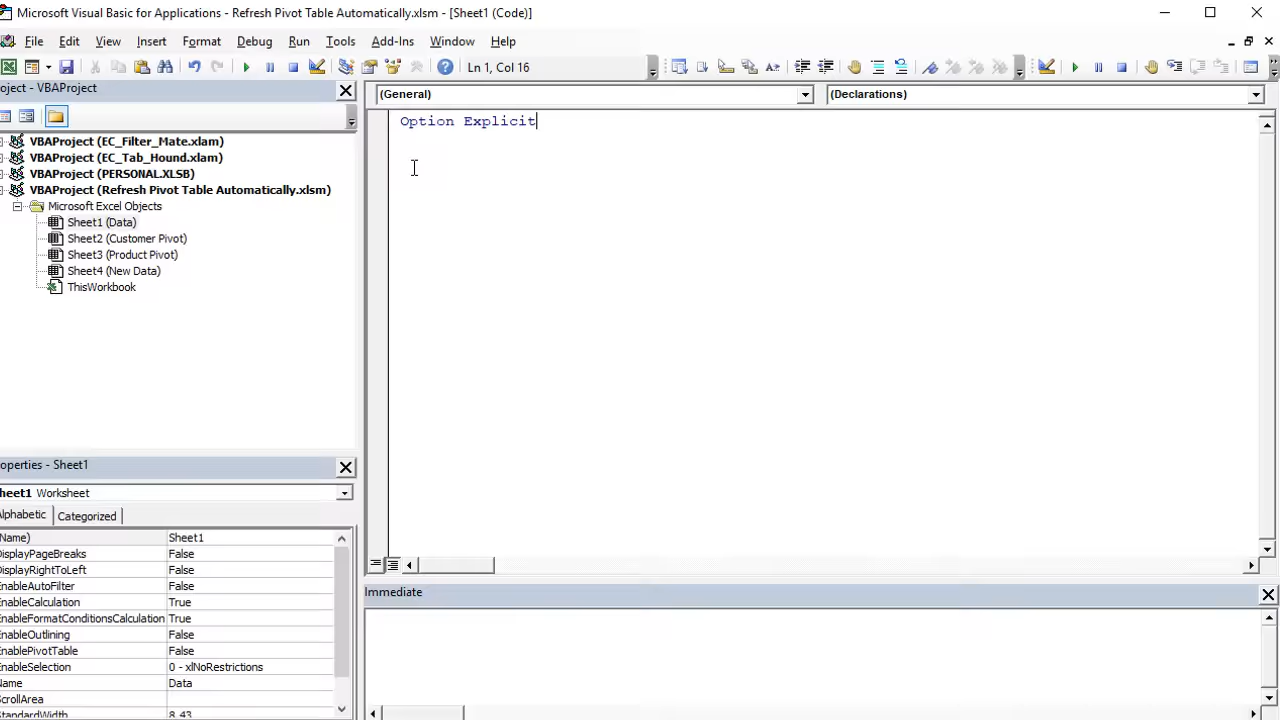 Microsoft Visual Basic for Applications - Refresh Pivot Table Automatically.xlsm - [Sheet1 (Code)]
File Edit View Insert Format Debug Run Tools Add-Ins Window Help
Ln 1, Col 16
oject - VBAProject
(General)
(Declarations)
Option Explicit
VBAProject (EC_Filter_Mate.xlam)
VBAProject (EC_Tab_Hound.xlam)
VBAProject (PERSONAL.XLSB)
VBAProject (Refresh Pivot Table Automatically.xlsm)
Microsoft Excel Objects
Sheet1 (Data)
Sheet2 (Customer Pivot)
Sheet3 (Product Pivot)
Sheet4 (New Data)
ThisWorkbook
operties - Sheet1
heet1 Worksheet
Alphabetic Categorized
Name) Sheet1
DisplayPageBreaks False
DisplayRightToLeft False
EnableAutoFilter False
EnableCalculation True
EnableFormatConditionsCalculation True
EnableOutlining False
EnablePivotTable False
EnableSelection 0 - xlNoRestrictions
Name Data
ScrollArea
StandardWidth 8.43
Immediate